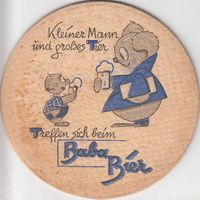 Kleiner Mann
und großes Tier
Treffen sich beim
Baba
Bier